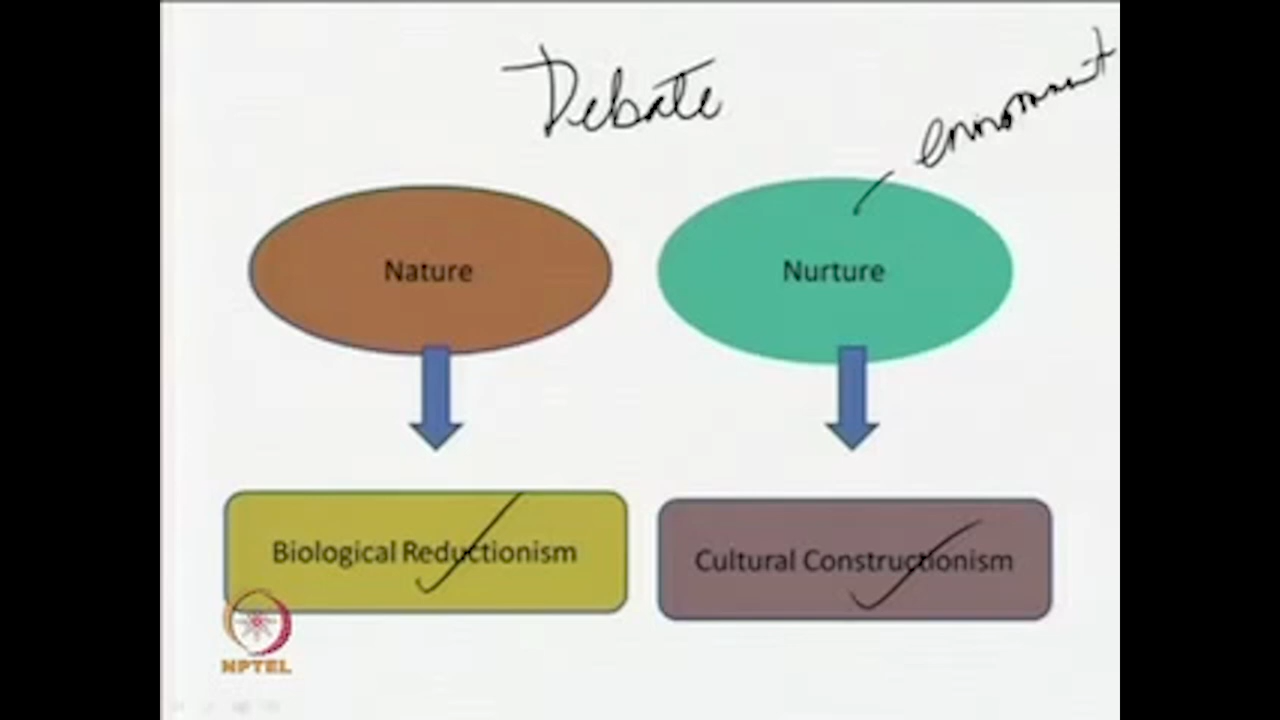 Debate
environment
Nature
Nurture
Biological Reductionism
Cultural Constructionism
NPTEL